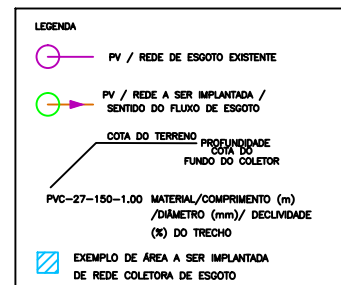 LEGENDA
PV / REDE DE ESGOTO EXISTENTE
PV / REDE A SER IMPLANTADA /
SENTIDO DO FLUXO DE ESGOTO
COTA DO TERRENO
PROFUNDIDADE
COTA DO
FUNDO DO COLETOR
PVC-27-150-1.00 MATERIAL/COMPRIMENTO (m)
/DIÂMETRO (mm)/ DECLIVIDADE
(%) DO TRECHO
EXEMPLO DE ÁREA A SER IMPLANTADA
DE REDE COLETORA DE ESGOTO